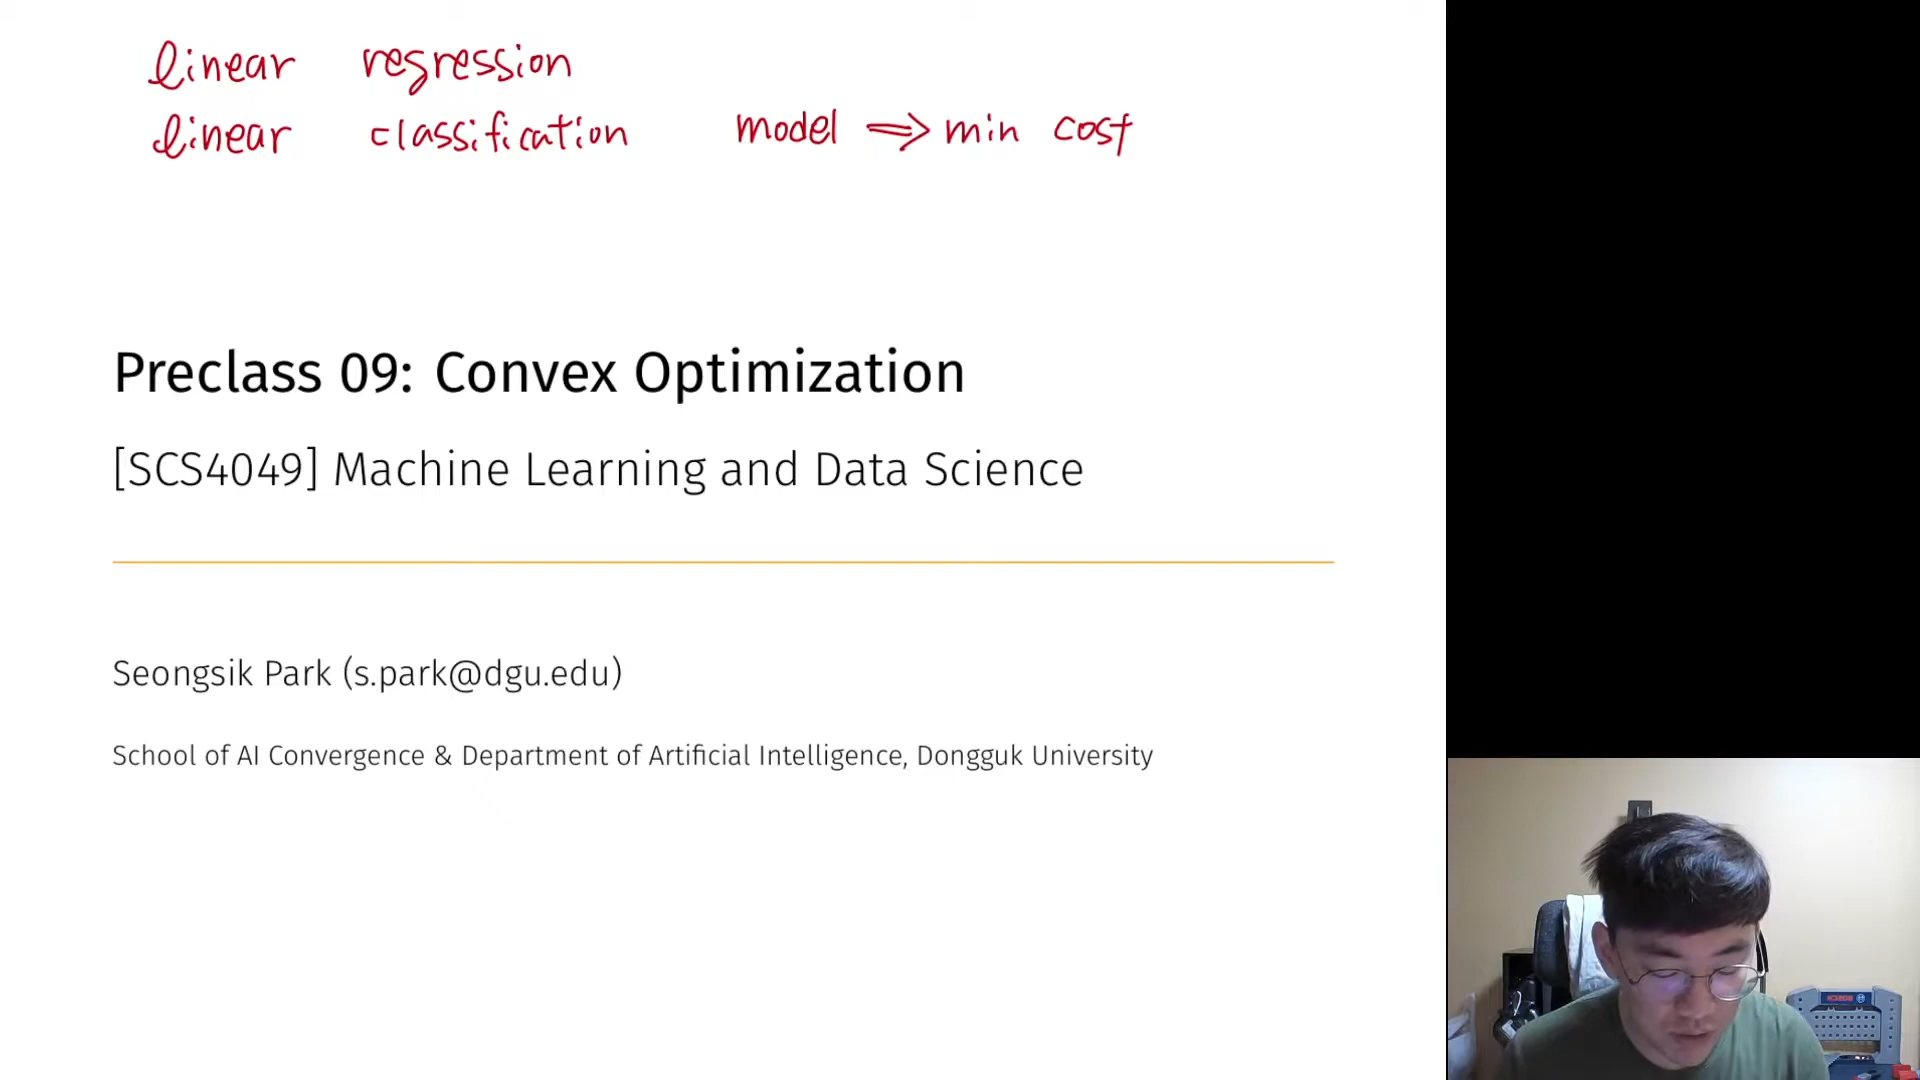 linear regression
linear classification model ⇒ min cost
Preclass 09: Convex Optimization
[SCS4049] Machine Learning and Data Science
Seongsik Park (s.park@dgu.edu)
School of AI Convergence & Department of Artificial Intelligence, Dongguk University